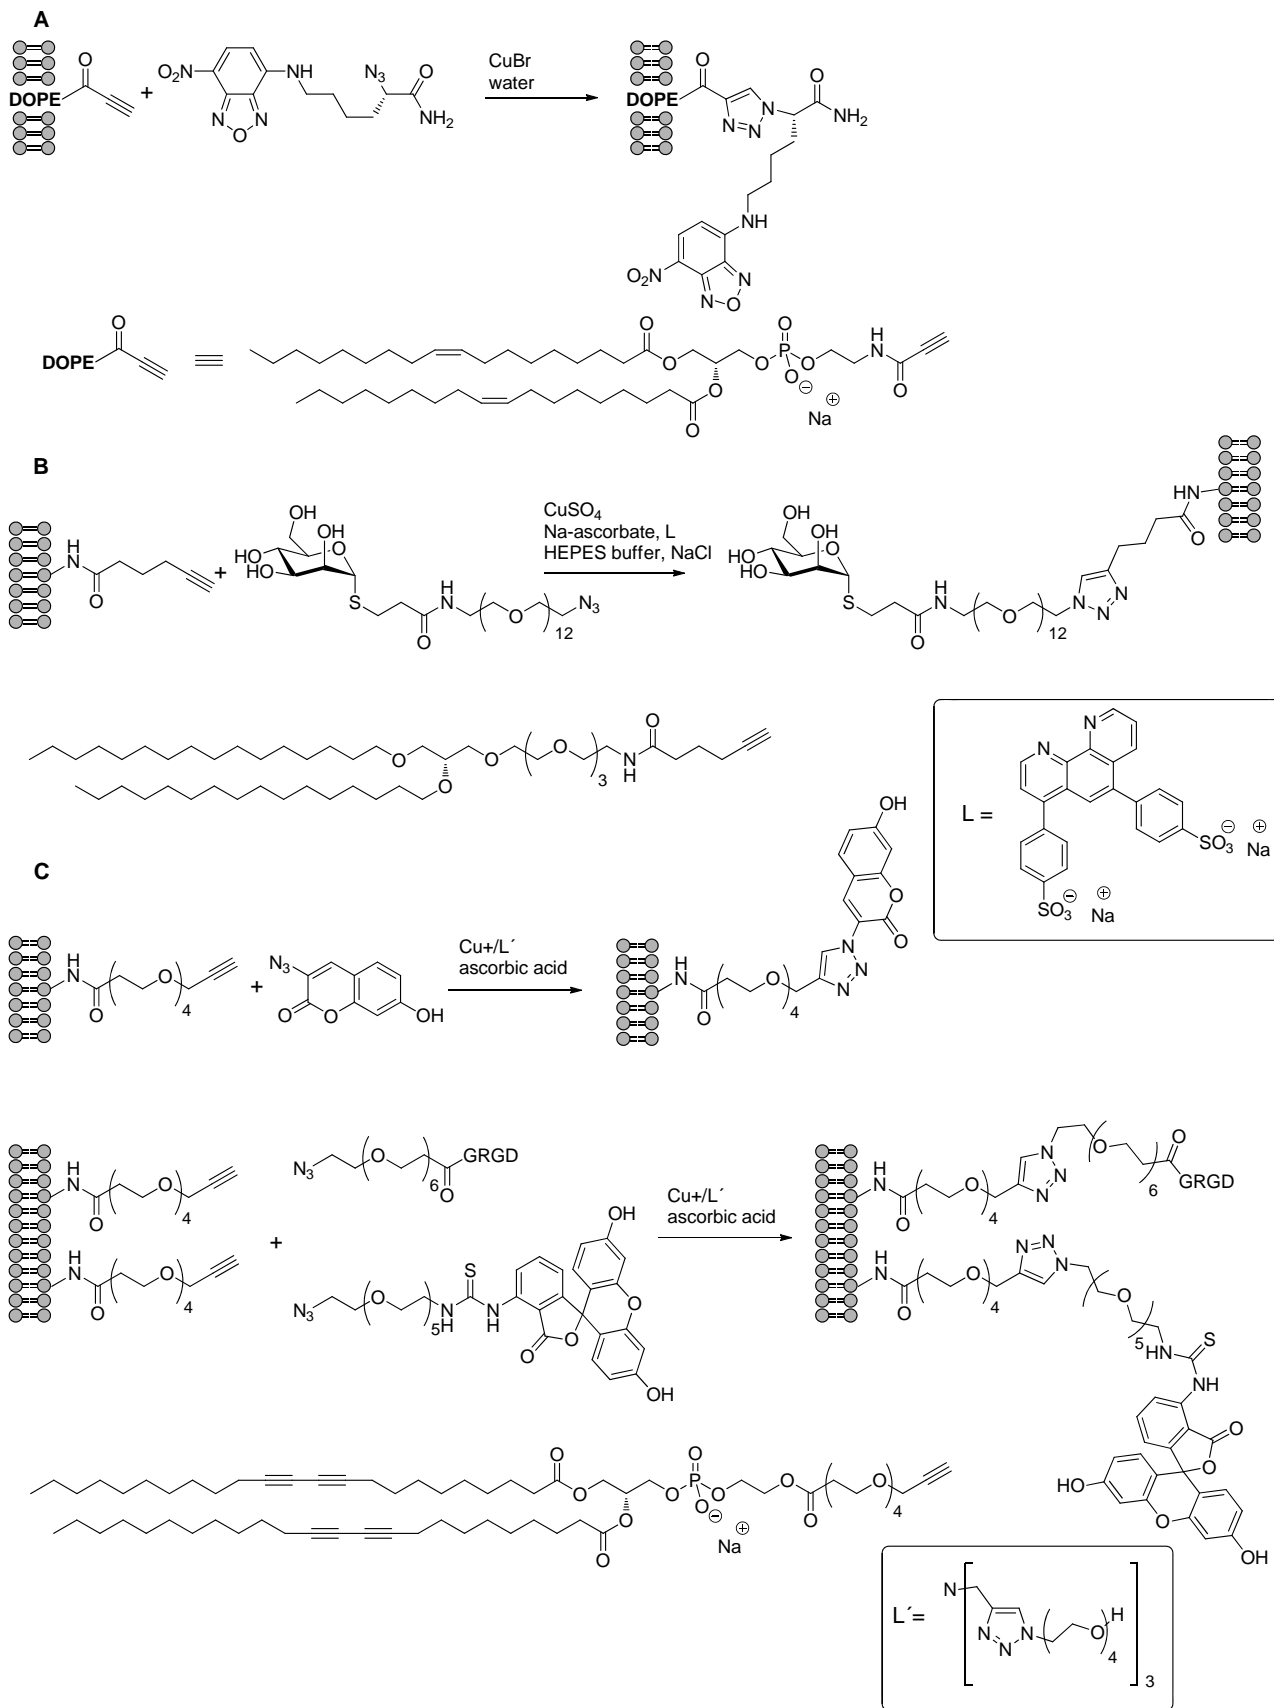 A
O
DOPE
+
O2N
NH
N3
O
NH2
N
O
N
CuBr
water
DOPE
O
N
N=N
O
NH2
NH
O2N
N
O
N
O
DOPE
O
O
O
O
O
P
O
O
O
⊖
Na
⊕
H
N
O
B
H
N
O
+
OH
OH
O
HO
HO
S
O
H
N
O
12
N3
CuSO4
Na-ascorbate, L
HEPES buffer, NaCl
OH
OH
O
HO
HO
S
O
H
N
O
12
N
N
N
O
HN
O
O
O
O
3
N
H
O
L =
N
N
SO3
⊖
⊕
Na
SO3
⊖
⊕
Na
C
H
N
O
O
4
+
N3
O
O
OH
Cu+/L´
ascorbic acid
H
N
O
O
4
N
N
N
O
O
OH
H
N
O
O
4
H
N
O
O
4
+
N3
O
6
O
GRGD
N3
O
5
N
H
S
N
H
O
O
O
OH
OH
Cu+/L´
ascorbic acid
H
N
O
O
4
N
N
N
O
6
O
GRGD
H
N
O
O
4
N
N
N
O
5
HN
S
NH
O
O
O
HO
OH
O
O
O
O
O
P
O
O
O
⊖
Na
⊕
O
O
O
4
L´=
N
N
N
N
O
H
4
3